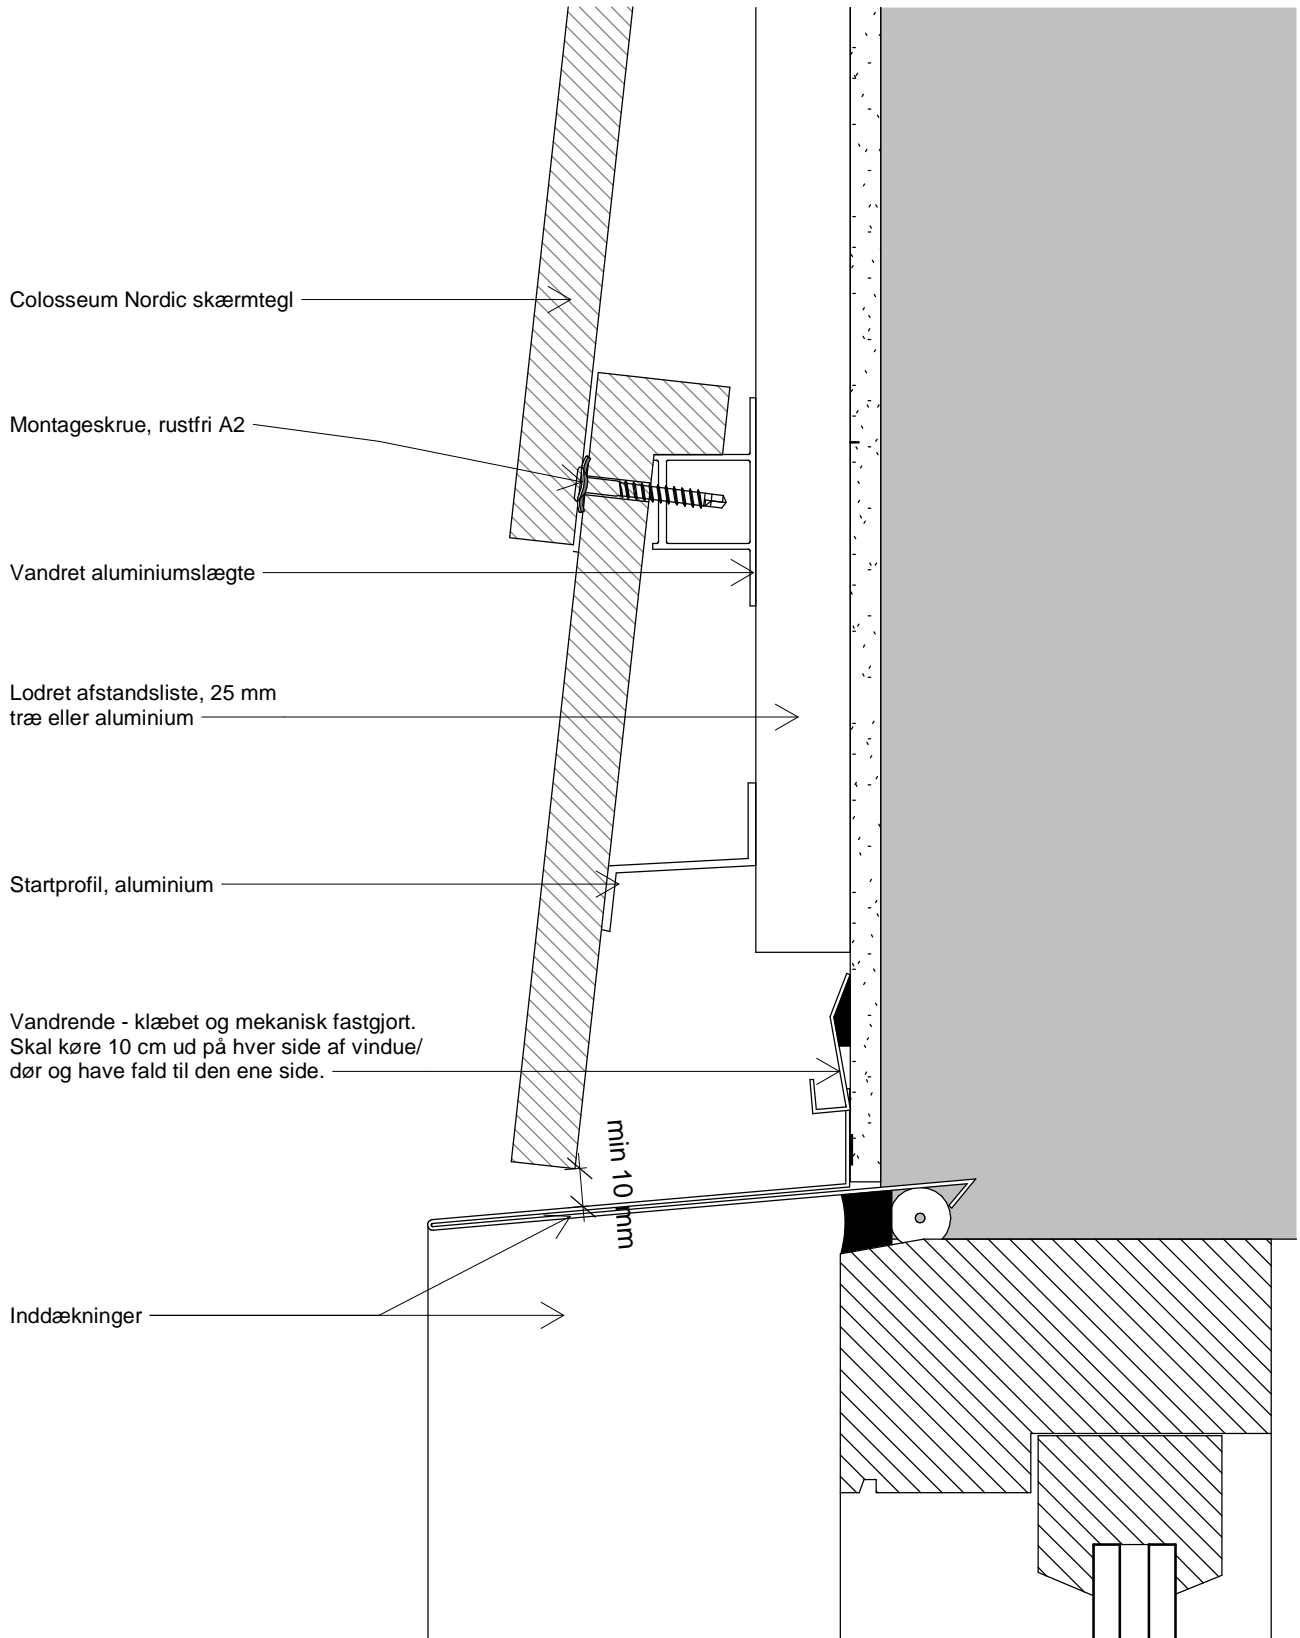 Colosseum Nordic skærmtegl
Montageskrue, rustfri A2
Vandret aluminiumslægte
Lodret afstandsliste, 25 mm
træ eller aluminium
Startprofil, aluminium
Vandrende - klæbet og mekanisk fastgjort.
Skal køre 10 cm ud på hver side af vindue/
dør og have fald til den ene side.
min 10 mm
Inddækninger